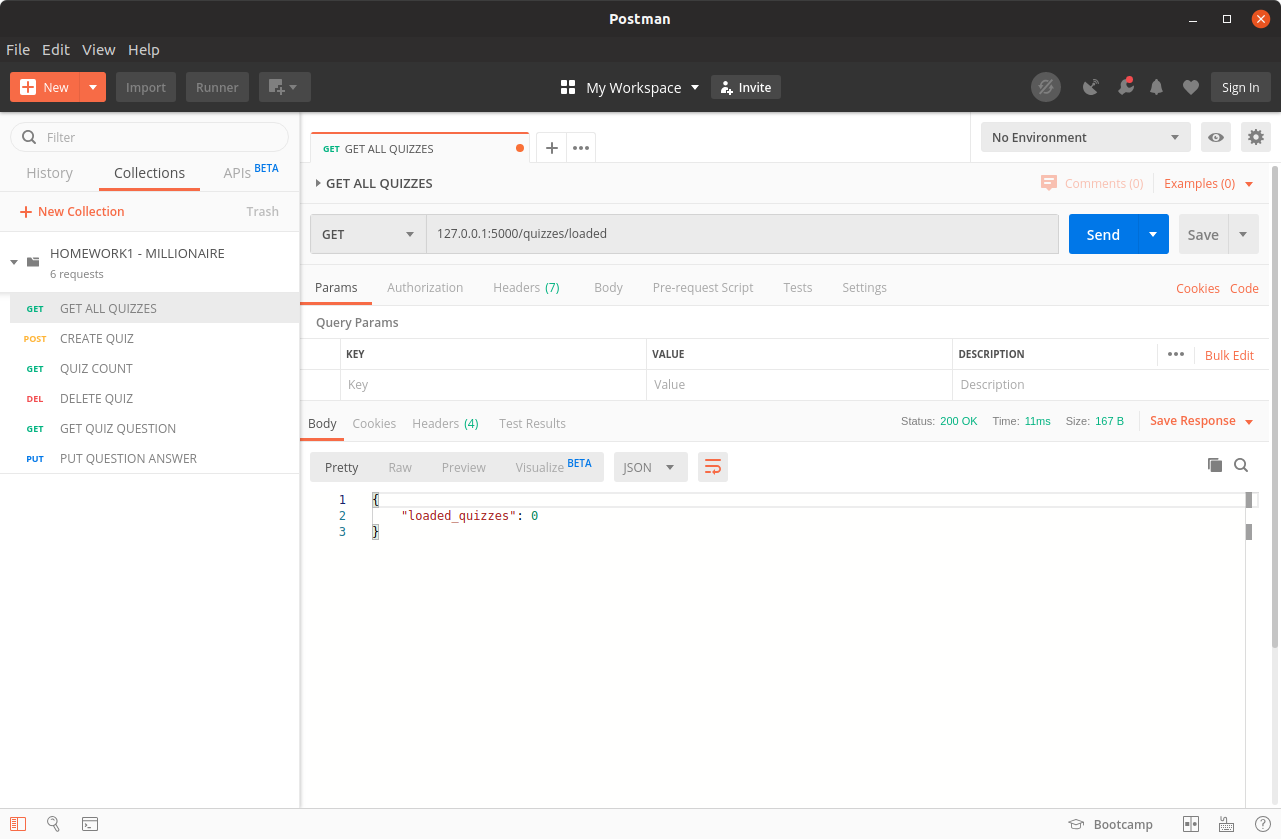 Postman
File Edit View Help
New Import Runner My Workspace Invite Sign In
Filter
History Collections APIs BETA
New Collection Trash
HOMEWORK1 - MILLIONAIRE
6 requests
GET GET ALL QUIZZES
POST CREATE QUIZ
GET QUIZ COUNT
DEL DELETE QUIZ
GET GET QUIZ QUESTION
PUT PUT QUESTION ANSWER
GET GET ALL QUIZZES No Environment
GET ALL QUIZZES Comments (0) Examples (0)
GET 127.0.0.1:5000/quizzes/loaded Send Save
Params Authorization Headers (7) Body Pre-request Script Tests Settings Cookies Code
Query Params
KEY VALUE DESCRIPTION Bulk Edit
Key Value Description
Body Cookies Headers (4) Test Results Status: 200 OK Time: 11ms Size: 167 B Save Response
Pretty Raw Preview Visualize BETA JSON
1 {
2 "loaded_quizzes": 0
3 }
Bootcamp